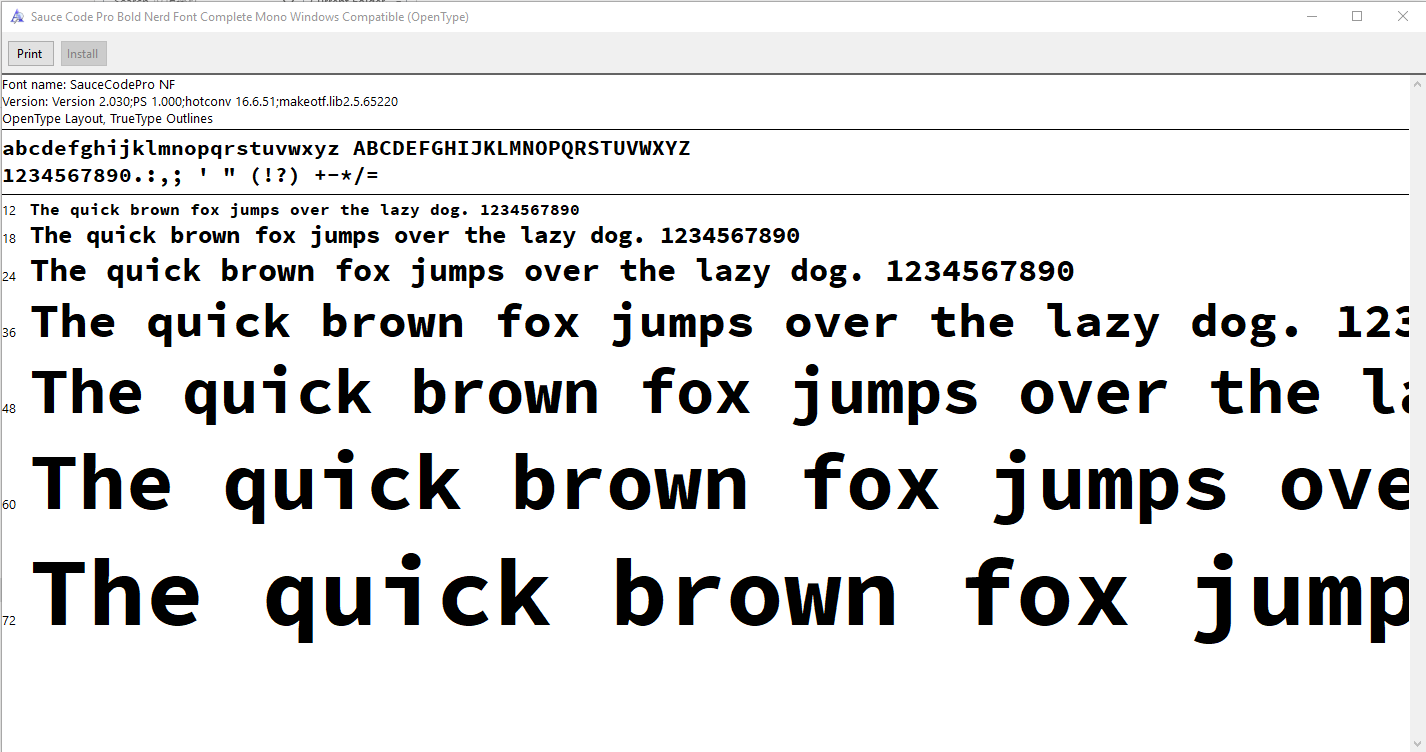 Sauce Code Pro Bold Nerd Font Complete Mono Windows Compatible (OpenType)
Print Install
Font name: SauceCodePro NF
Version: Version 2.030;PS 1.000;hotconv 16.6.51;makeotf.lib2.5.65220
OpenType Layout, TrueType Outlines
abcdefghijklmnopqrstuvwxyz ABCDEFGHIJKLMNOPQRSTUVWXYZ
1234567890.:,; ' " (!?) +-*/=
12 The quick brown fox jumps over the lazy dog. 1234567890
18 The quick brown fox jumps over the lazy dog. 1234567890
24 The quick brown fox jumps over the lazy dog. 1234567890
36 The quick brown fox jumps over the lazy dog. 123
48 The quick brown fox jumps over the la
60 The quick brown fox jumps ove
72 The quick brown fox jump